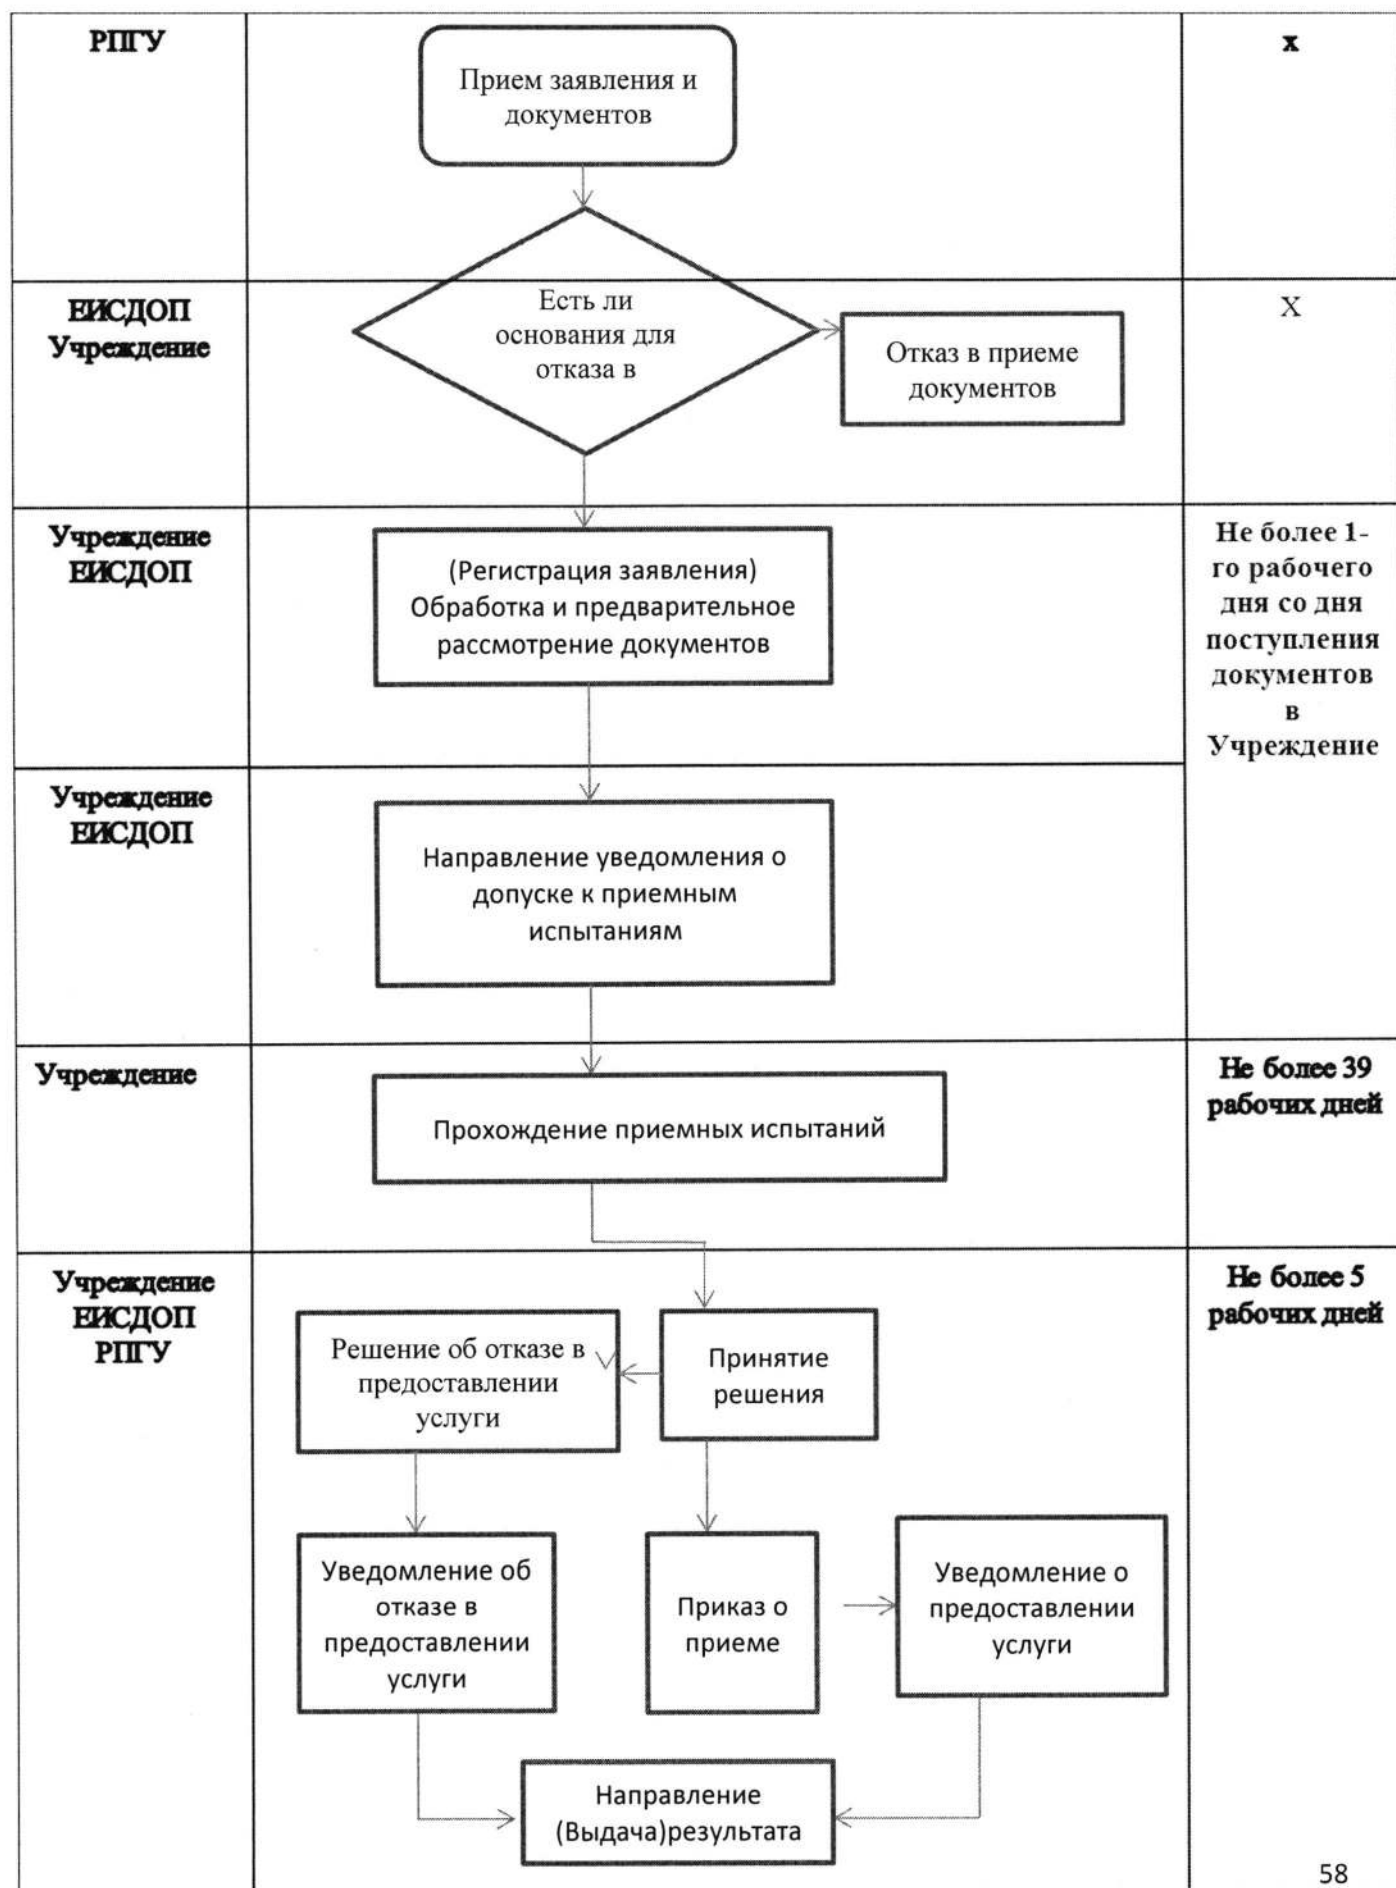 РПГУ
Прием заявления и
документов
x
ЕИСДОП
Учреждение
Есть ли
основания для
отказа в
Отказ в приеме
документов
X
Учреждение
ЕИСДОП
(Регистрация заявления)
Обработка и предварительное
рассмотрение документов
Не более 1-
го рабочего
дня со дня
поступления
документов
в
Учреждение
Учреждение
ЕИСДОП
Направление уведомления о
допуске к приемным
испытаниям
Учреждение
Прохождение приемных испытаний
Не более 39
рабочих дней
Учреждение
ЕИСДОП
РПГУ
Решение об отказе в
предоставлении
услуги
Принятие
решения
Не более 5
рабочих дней
Уведомление об
отказе в
предоставлении
услуги
Приказ о
приеме
Уведомление о
предоставлении
услуги
Направление
(Выдача)результата
58